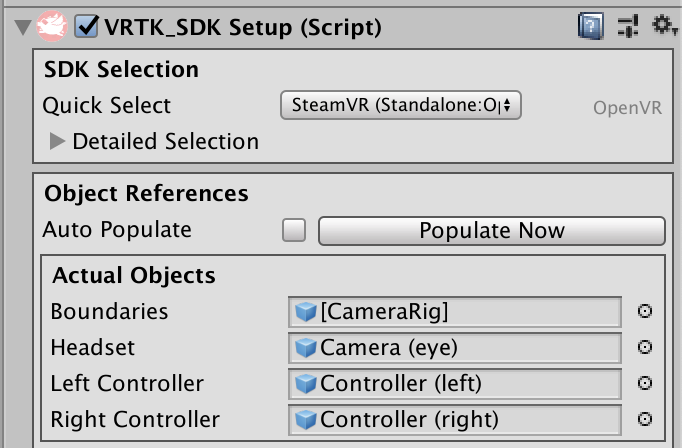 VRTK_SDK Setup (Script)
SDK Selection
Quick Select SteamVR (Standalone:Op OpenVR
Detailed Selection
Object References
Auto Populate Populate Now
Actual Objects
Boundaries [CameraRig]
Headset Camera (eye)
Left Controller Controller (left)
Right Controller Controller (right)